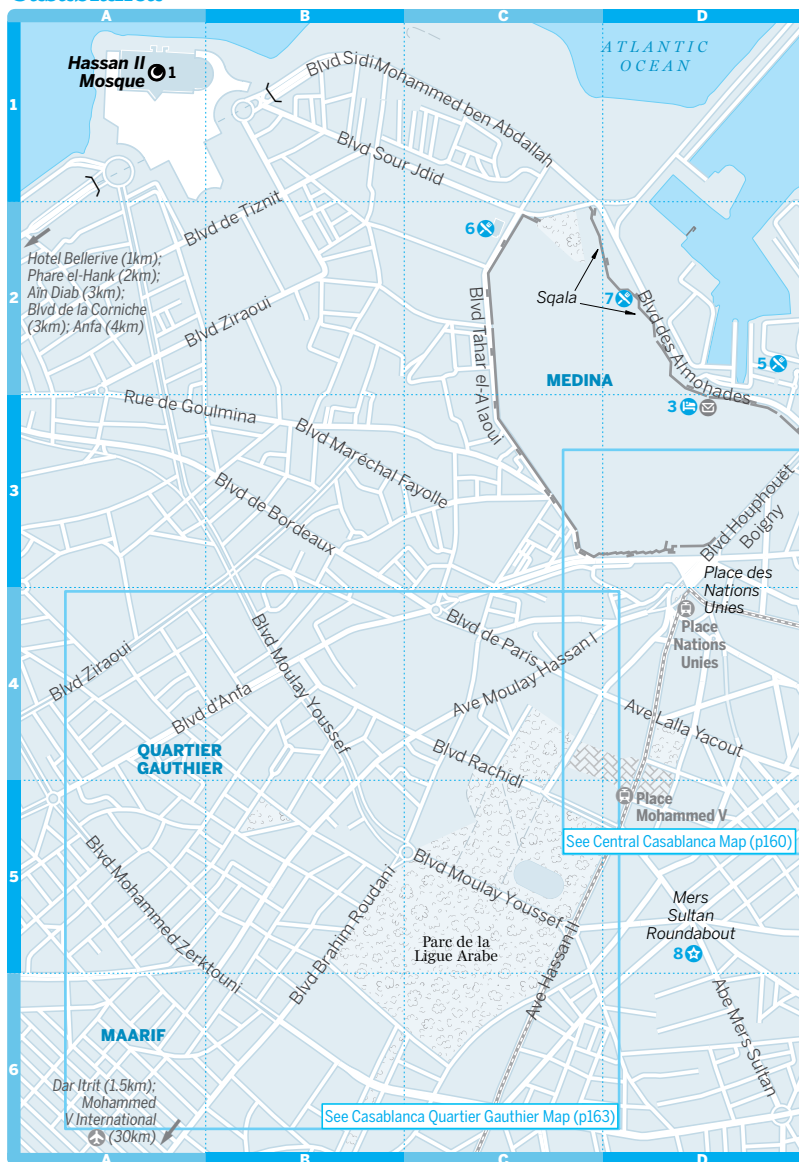 A
B
C
D
Hassan II
Mosque
1
ATLANTIC
OCEAN
1
Blvd Sidi Mohammed ben Abdallah
Blvd Sour Jdid
Blvd de Tiznit
6
Hotel Bellerive (1km);
Phare el-Hank (2km);
Aïn Diab (3km);
Blvd de la Corniche
(3km); Anfa (4km)
2
Sqala
7
Blvd Ziraoui
Blvd Tahar el-Alaoui
Blvd des Almohades
5
MEDINA
3
Rue de Goulmina
Blvd Maréchal Fayolle
3
Blvd de Bordeaux
Blvd Houphouët
Boigny
Place des
Nations
Unies
Place
Nations
Unies
Blvd Ziraoui
Blvd Moulay Youssef
Blvd de Paris
Ave Moulay Hassan I
4
Blvd d'Anfa
Ave Lalla Yacout
QUARTIER
GAUTHIER
Blvd Rachidi
Place
Mohammed V
See Central Casablanca Map (p160)
Blvd Mohammed Zerktouni
5
Blvd Moulay Youssef
Blvd Brahim Roudani
Parc de la
Ligue Arabe
Ave Hassan II
Mers
Sultan
Roundabout
8
Abe Mers Sultan
MAARIF
6
Dar Itrit (1.5km);
Mohammed
V International
(30km)
See Casablanca Quartier Gauthier Map (p163)
A
B
C
D